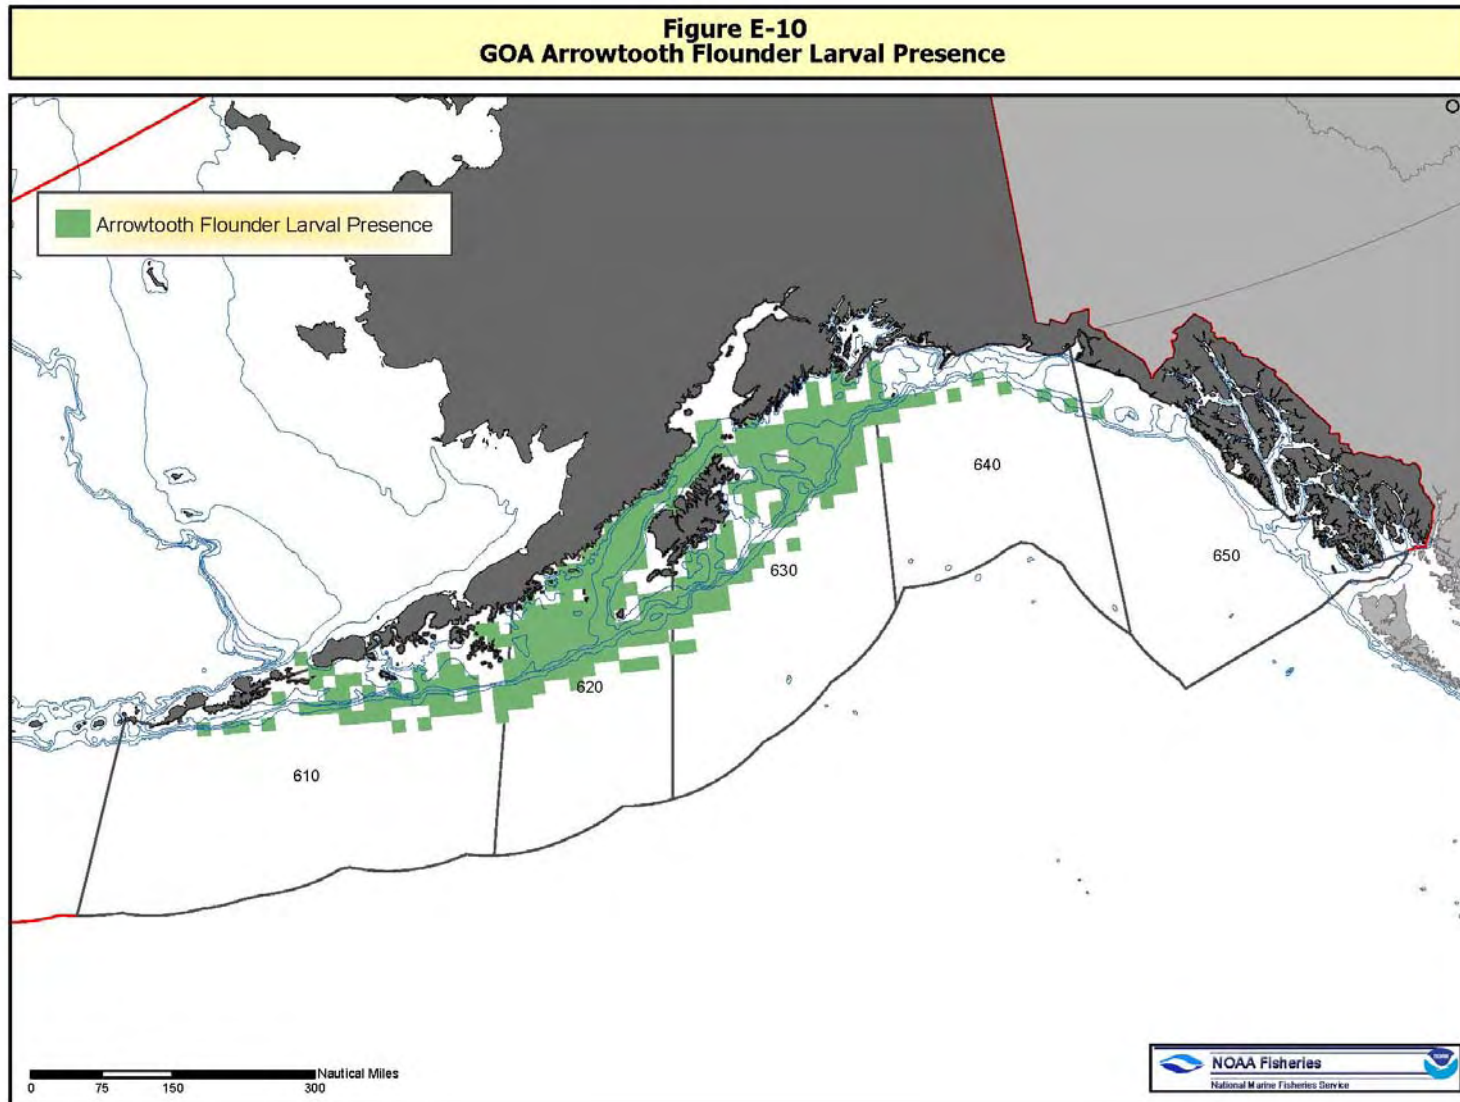 Figure E-10
GOA Arrowtooth Flounder Larval Presence
Arrowtooth Flounder Larval Presence
640
650
630
620
610
Nautical Miles
0 75 150 300
NOAA Fisheries
National Marine Fisheries Service